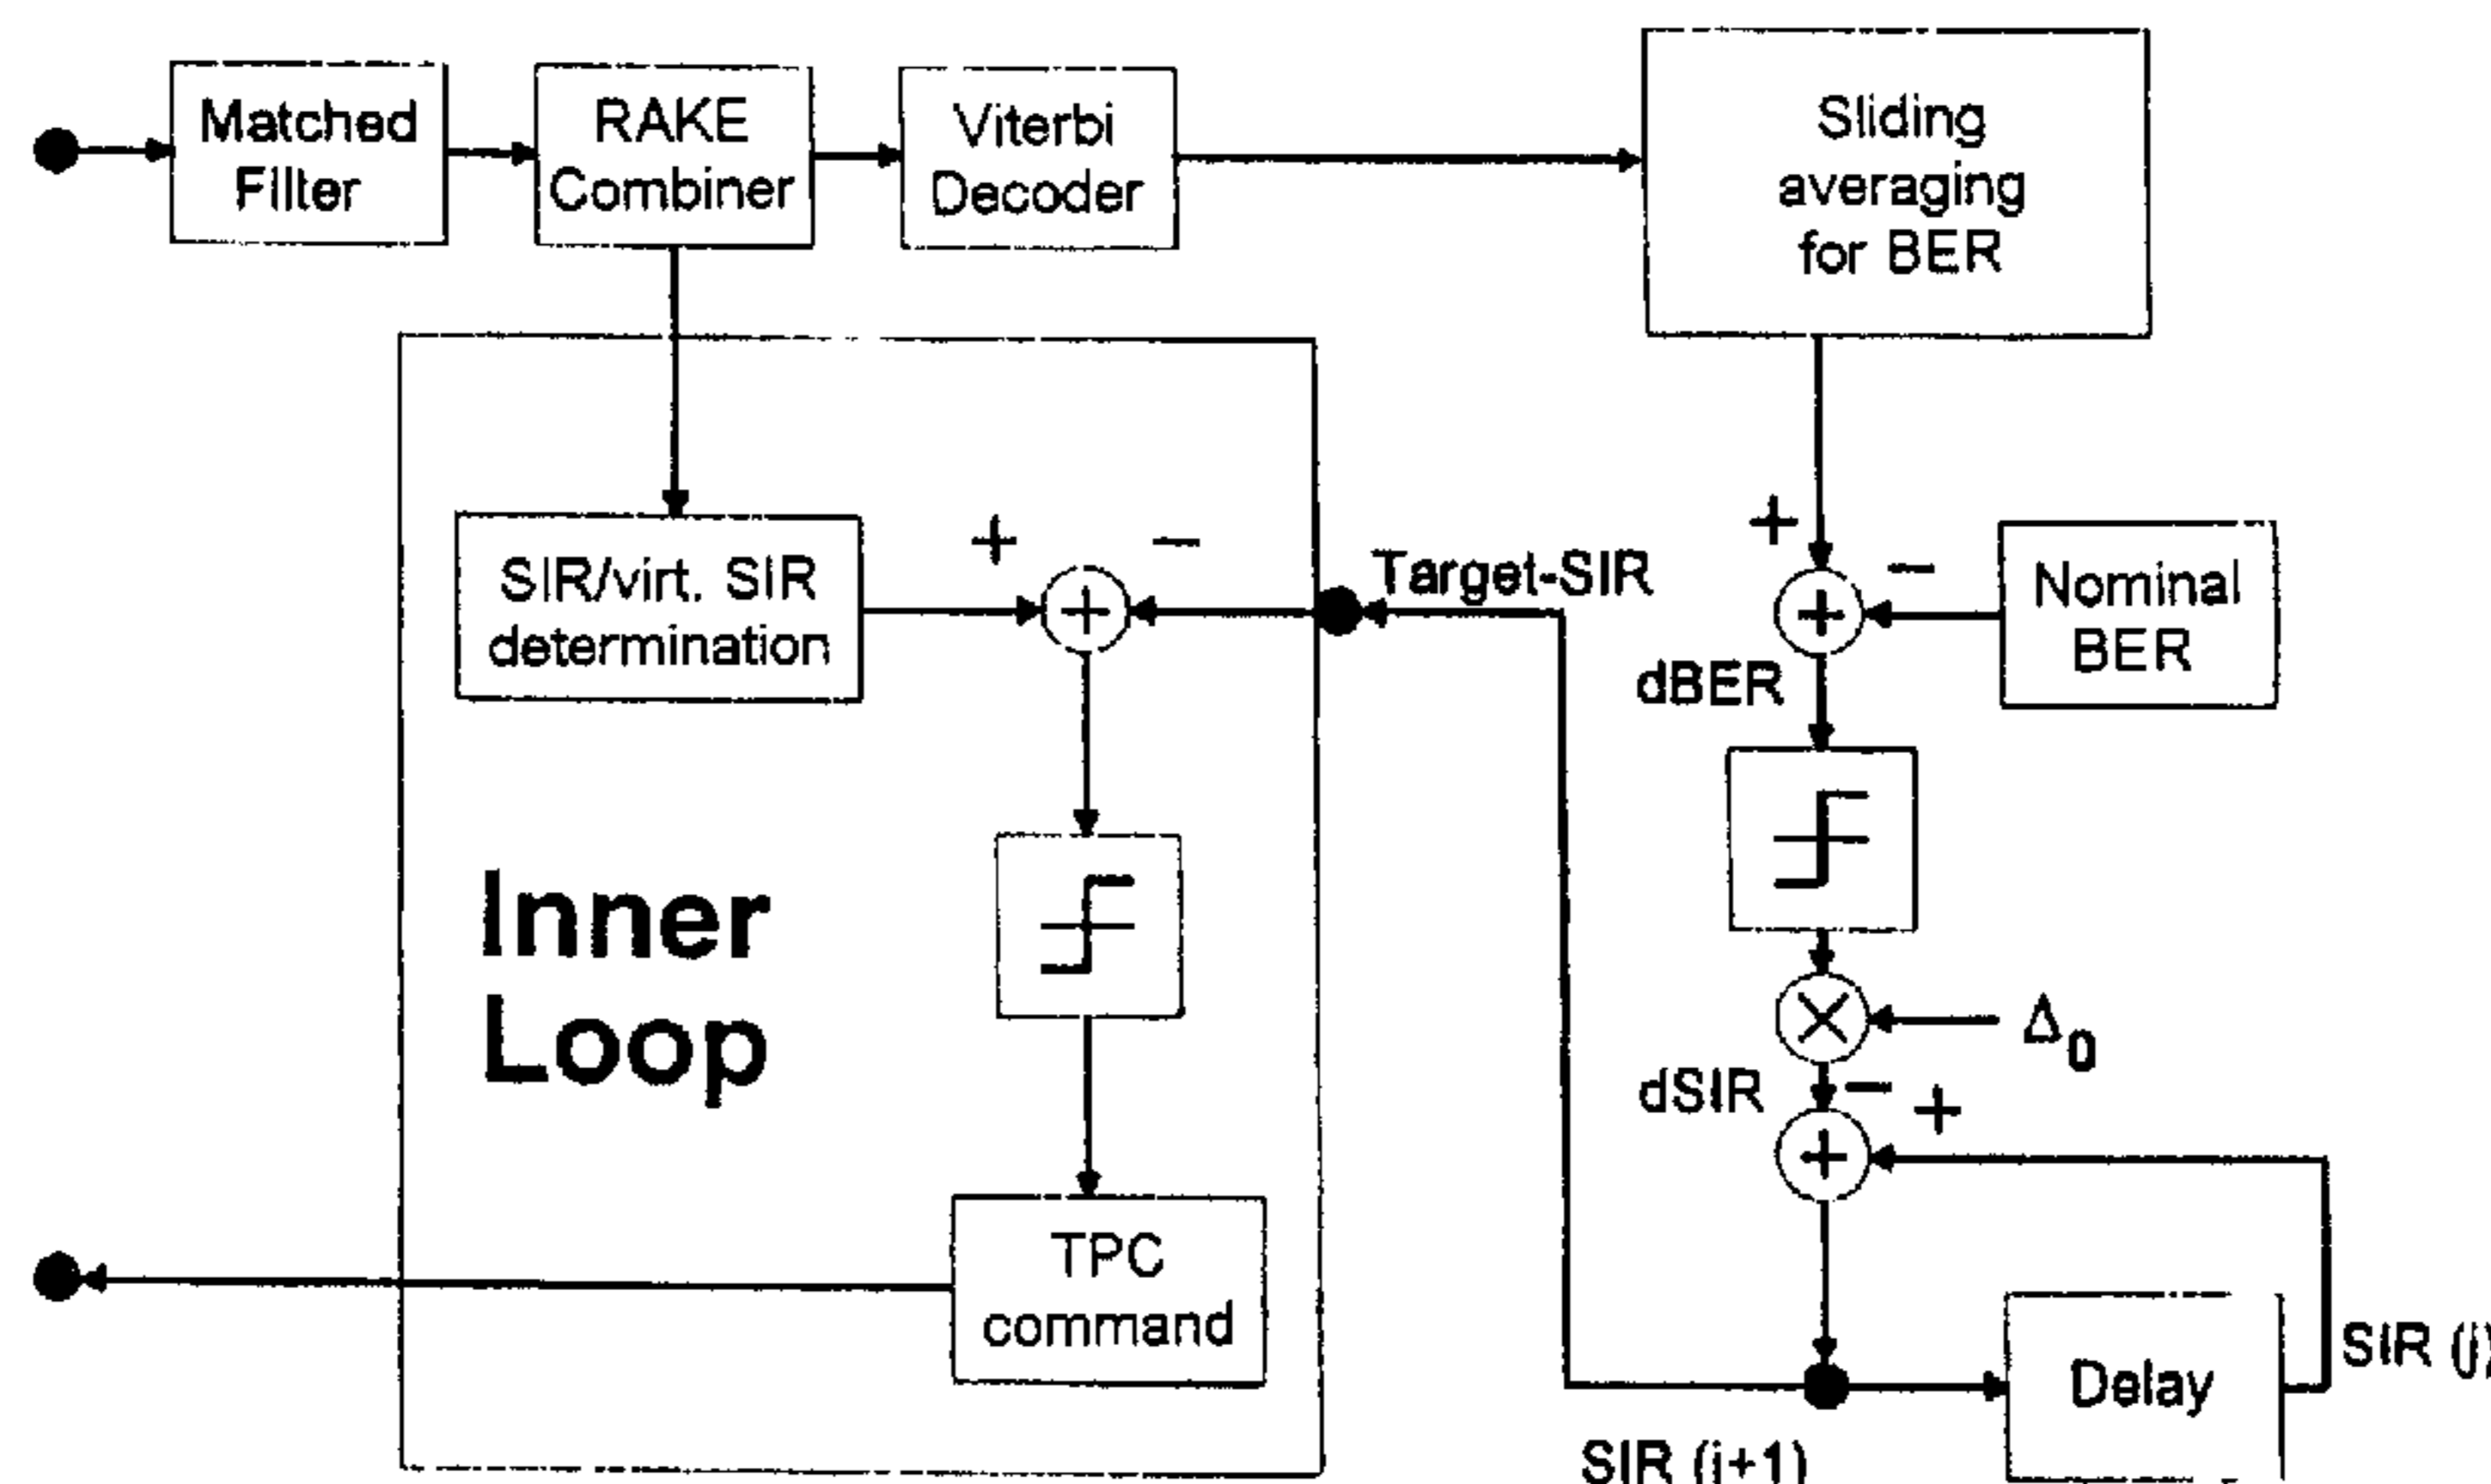 Matched
Filter
RAKE
Combiner
Viterbi
Decoder
Sliding
averaging
for BER
SIR/virt. SIR
determination
+
−
+
Target-SIR
+
−
+
Nominal
BER
dBER
Inner
Loop
Δ0
dSIR
−
+
+
TPC
command
Delay
SIR (j)
SIR (j+1)